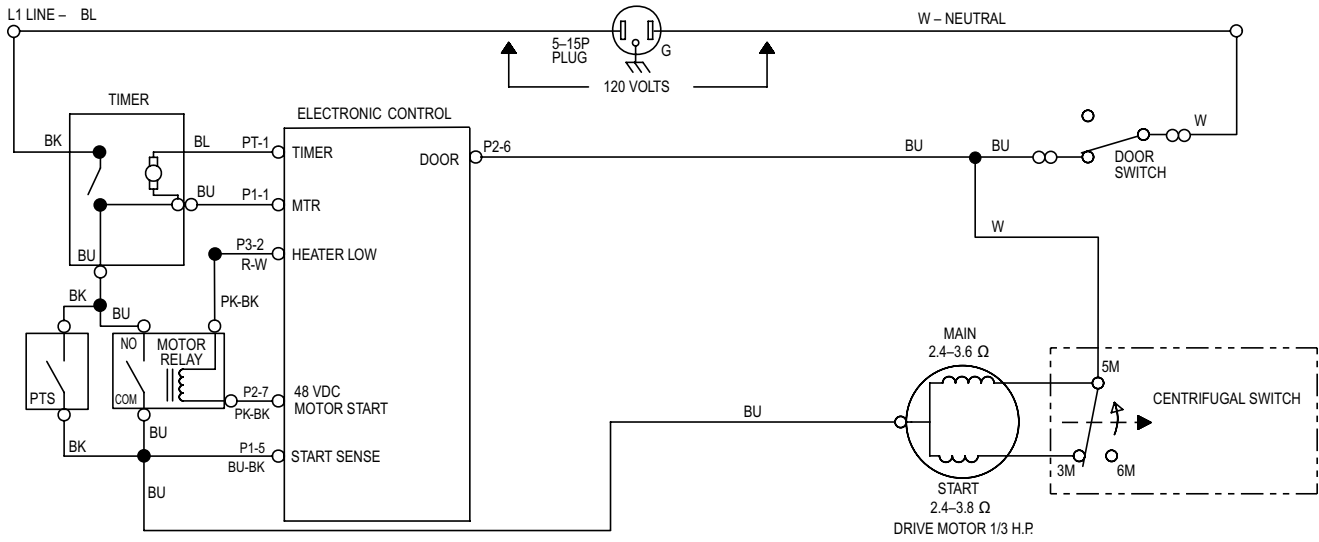 L1 LINE – BL
W – NEUTRAL
5–15P
PLUG
G
120 VOLTS
TIMER
ELECTRONIC CONTROL
BK
BL
PT-1
TIMER
DOOR
P2-6
BU
BU
W
DOOR
SWITCH
BU
P1-1
MTR
W
BU
P3-2
R-W
HEATER LOW
BK
PK-BK
BU
NO
MOTOR
RELAY
PTS
COM
P2-7
PK-BK
48 VDC
MOTOR START
BU
BK
P1-5
BU-BK
START SENSE
BU
BU
MAIN
2.4–3.6 Ω
5M
CENTRIFUGAL SWITCH
3M
6M
START
2.4–3.8 Ω
DRIVE MOTOR 1/3 H.P.